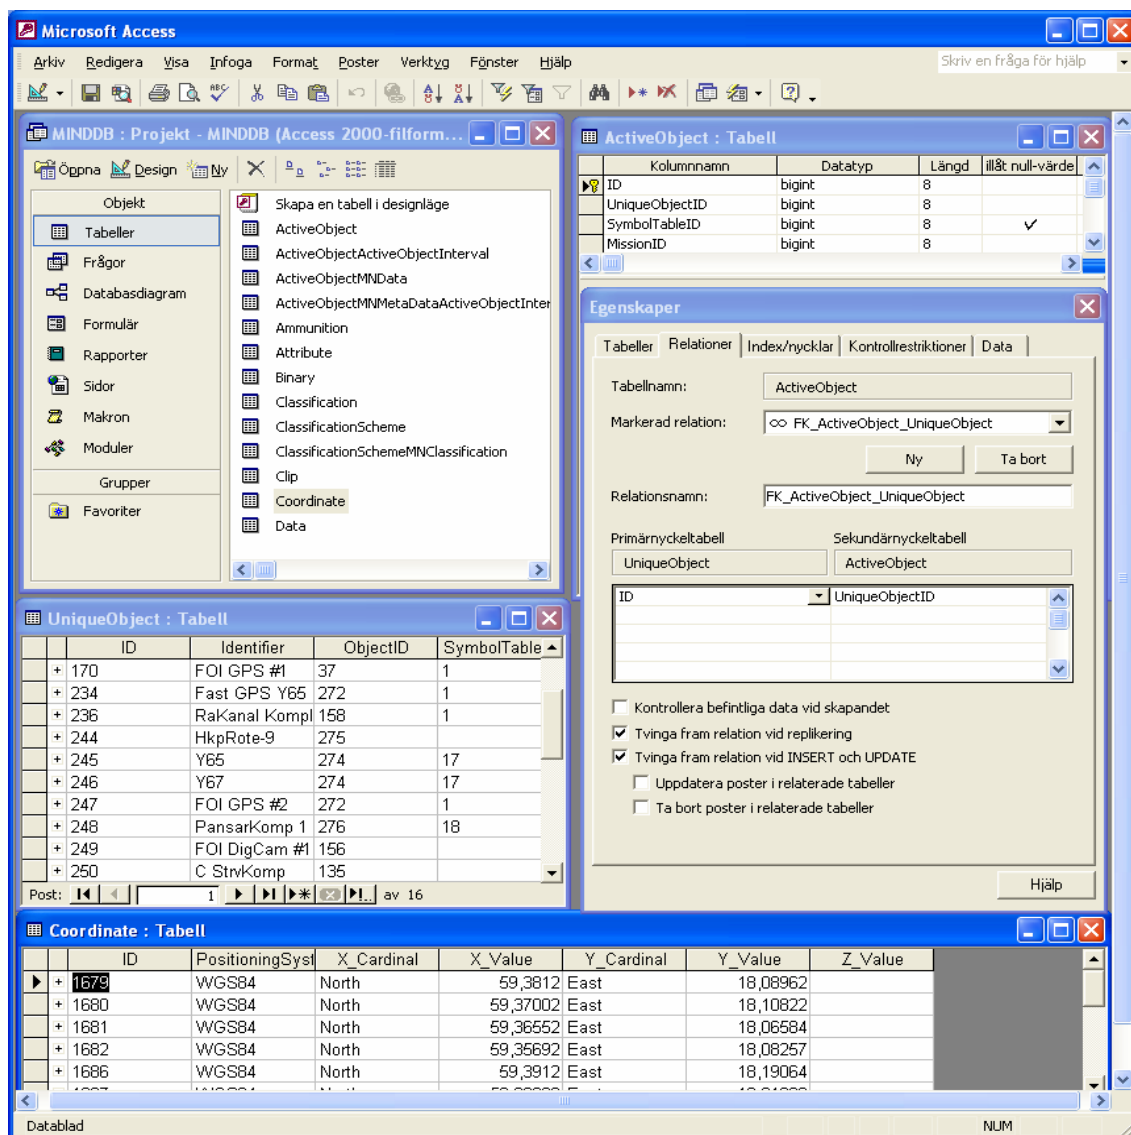 Microsoft Access
Arkiv Redigera Visa Infoga Format Poster Verktyg Fönster Hjälp Skriv en fråga för hjälp
MINDDB : Projekt - MINDDB (Access 2000-filform...
Öppna Design Ny
Objekt
Tabeller
Frågor
Databasdiagram
Formulär
Rapporter
Sidor
Makron
Moduler
Grupper
Favoriter
Skapa en tabell i designläge
ActiveObject
ActiveObjectActiveObjectInterval
ActiveObjectMNData
ActiveObjectMNMetaDataActiveObjectInter
Ammunition
Attribute
Binary
Classification
ClassificationScheme
ClassificationSchemeMNClassification
Clip
Coordinate
Data
ActiveObject : Tabell
Kolumnnamn Datatyp Längd illåt null-värde
ID bigint 8
UniqueObjectID bigint 8
SymbolTableID bigint 8 ✓
MissionID bigint 8
Egenskaper
Tabeller Relationer Index/nycklar Kontrollrestriktioner Data
Tabellnamn: ActiveObject
Markerad relation: ∞ FK_ActiveObject_UniqueObject
Ny Ta bort
Relationsnamn: FK_ActiveObject_UniqueObject
Primärnyckeltabell Sekundärnyckeltabell
UniqueObject ActiveObject
ID UniqueObjectID
Kontrollera befintliga data vid skapandet
Tvinga fram relation vid replikering
Tvinga fram relation vid INSERT och UPDATE
Uppdatera poster i relaterade tabeller
Ta bort poster i relaterade tabeller
Hjälp
UniqueObject : Tabell
ID Identifier ObjectID SymbolTable
+ 170 FOI GPS #1 37 1
+ 234 Fast GPS Y65 272 1
+ 236 RaKanal Kompl 158 1
+ 244 HkpRote-9 275
+ 245 Y65 274 17
+ 246 Y67 274 17
+ 247 FOI GPS #2 272 1
+ 248 PansarKomp 1 276 18
+ 249 FOI DigCam #1 156
+ 250 C StrvKomp 135
Post: 1 av 16
Coordinate : Tabell
ID PositioningSyst X_Cardinal X_Value Y_Cardinal Y_Value Z_Value
+ 1679 WGS84 North 59,3812 East 18,08962
+ 1680 WGS84 North 59,37002 East 18,10822
+ 1681 WGS84 North 59,36552 East 18,06584
+ 1682 WGS84 North 59,35692 East 18,08257
+ 1686 WGS84 North 59,3912 East 18,19064
Datablad NUM